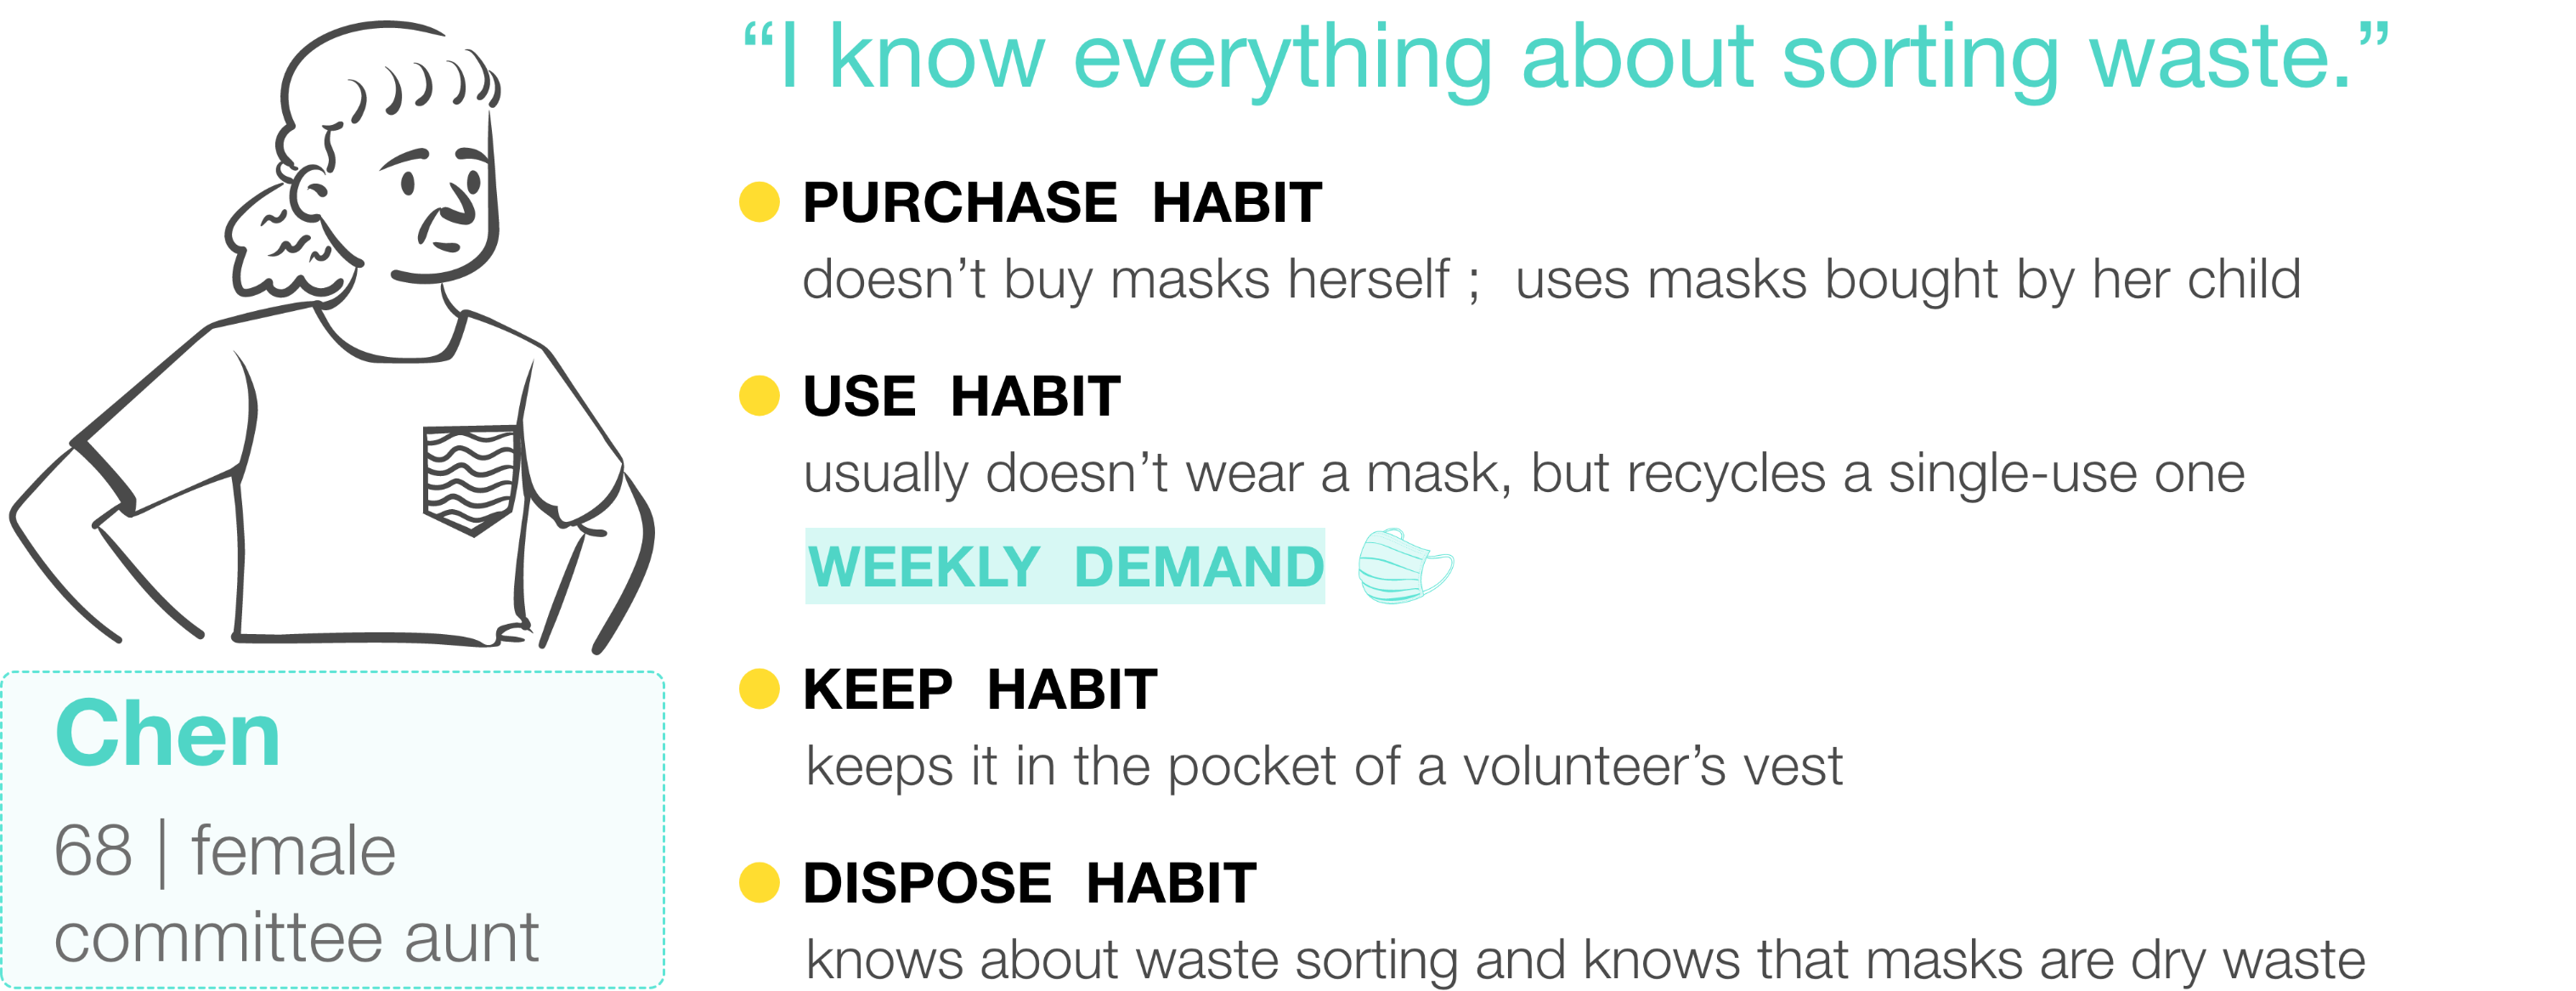 “I know everything about sorting waste.”
PURCHASE HABIT
doesn’t buy masks herself ; uses masks bought by her child
USE HABIT
usually doesn’t wear a mask, but recycles a single-use one
WEEKLY DEMAND
KEEP HABIT
keeps it in the pocket of a volunteer’s vest
DISPOSE HABIT
knows about waste sorting and knows that masks are dry waste
Chen
68 | female
committee aunt